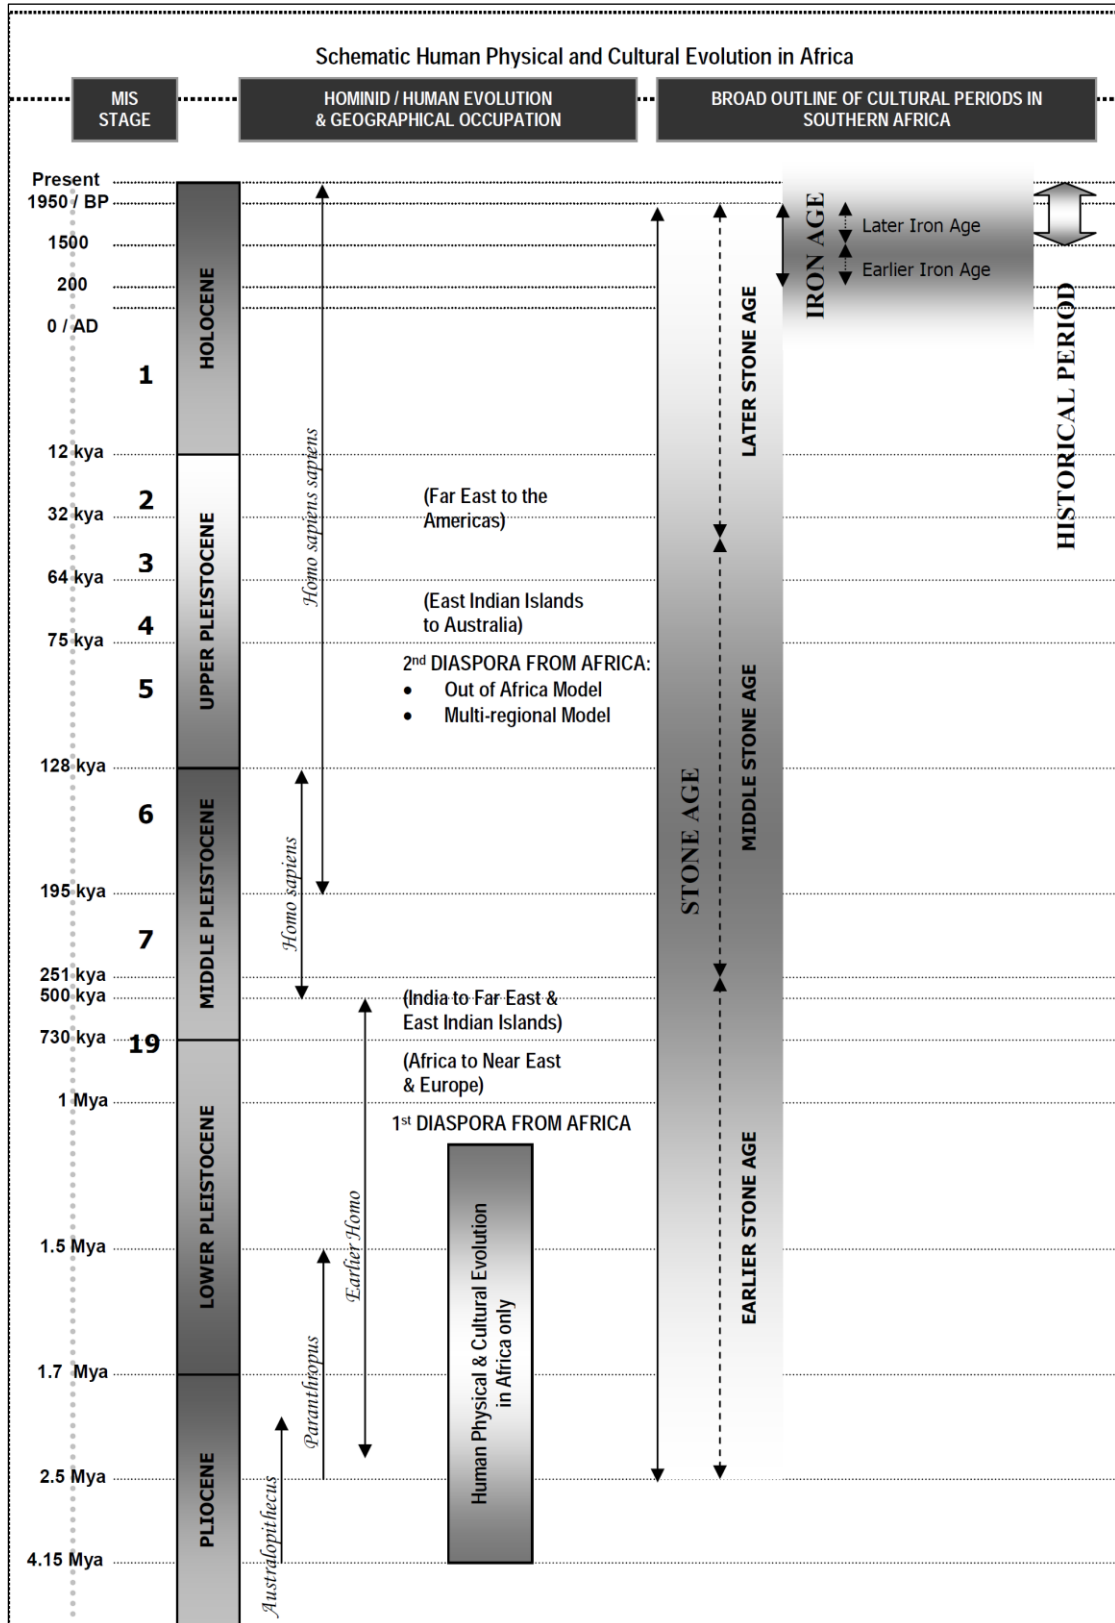 Schematic Human Physical and Cultural Evolution in Africa
MIS
STAGE
HOMINID / HUMAN EVOLUTION
& GEOGRAPHICAL OCCUPATION
BROAD OUTLINE OF CULTURAL PERIODS IN
SOUTHERN AFRICA
Present
1950 / BP
1500
200
0 / AD
12 kya
32 kya
64 kya
75 kya
128 kya
195 kya
251 kya
500 kya
730 kya
1 Mya
1.5 Mya
1.7 Mya
2.5 Mya
4.15 Mya
1
2
3
4
5
6
7
19
HOLOCENE
UPPER PLEISTOCENE
MIDDLE PLEISTOCENE
LOWER PLEISTOCENE
PLIOCENE
Homo sapiens sapiens
Homo sapiens
Earlier Homo
Paranthropus
Australopithecus
(Far East to the
Americas)
(East Indian Islands
to Australia)
2nd DIASPORA FROM AFRICA:
• Out of Africa Model
• Multi-regional Model
(India to Far East &
East Indian Islands)
(Africa to Near East
& Europe)
1st DIASPORA FROM AFRICA
Human Physical & Cultural Evolution
in Africa only
STONE AGE
LATER STONE AGE
MIDDLE STONE AGE
EARLIER STONE AGE
IRON AGE
Later Iron Age
Earlier Iron Age
HISTORICAL PERIOD